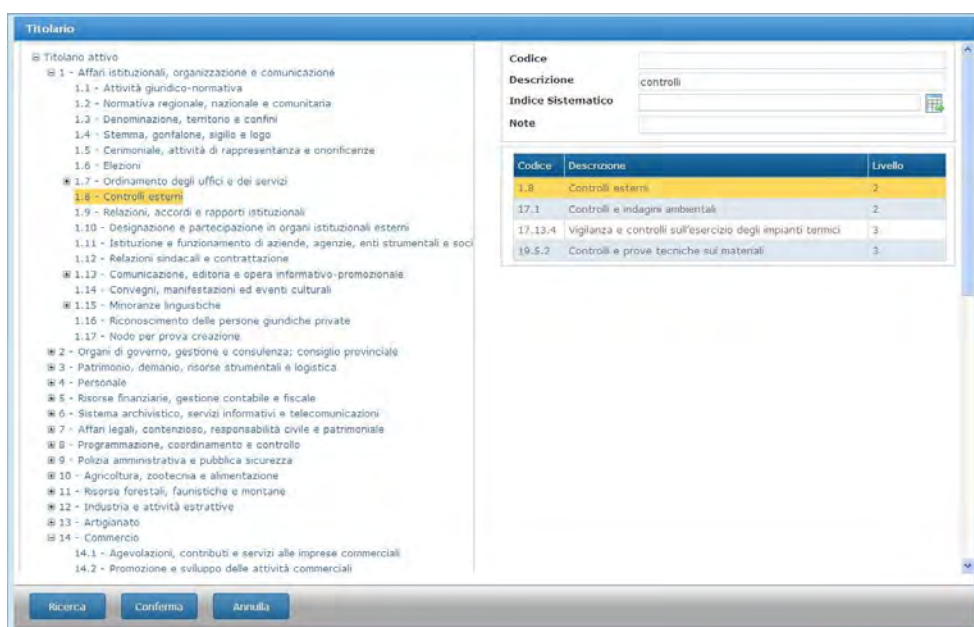 Titolario
Titolario attivo
1 - Affari istituzionali, organizzazione e comunicazione
1.1 - Attività giuridico-normativa
1.2 - Normativa regionale, nazionale e comunitaria
1.3 - Denominazione, territorio e confini
1.4 - Stemma, gonfalone, sigillo e logo
1.5 - Cerimoniale, attività di rappresentanza e onorificenze
1.6 - Elezioni
1.7 - Ordinamento degli uffici e dei servizi
1.8 - Controlli esterni
1.9 - Relazioni, accordi e rapporti istituzionali
1.10 - Designazione e partecipazione in organi istituzionali esterni
1.11 - Istituzione e funzionamento di aziende, agenzie, enti strumentali e soci
1.12 - Relazioni sindacali e contrattazione
1.13 - Comunicazione, editoria e opera informativo-promozionale
1.14 - Convegni, manifestazioni ed eventi culturali
1.15 - Minoranze linguistiche
1.16 - Riconoscimento delle persone giuridiche private
1.17 - Nodo per prova creazione
2 - Organi di governo, gestione e consulenza; consiglio provinciale
3 - Patrimonio, demanio, risorse strumentali e logistica
4 - Personale
5 - Risorse finanziarie, gestione contabile e fiscale
6 - Sistema archivistico, servizi informativi e telecomunicazioni
7 - Affari legali, contenzioso, responsabilità civile e patrimoniale
8 - Programmazione, coordinamento e controllo
9 - Polizia amministrativa e pubblica sicurezza
10 - Agricoltura, zootecnia e alimentazione
11 - Risorse forestali, faunistiche e montane
12 - Industria e attività estrattive
13 - Artigianato
14 - Commercio
14.1 - Agevolazioni, contributi e servizi alle imprese commerciali
14.2 - Promozione e sviluppo delle attività commerciali
Codice
Descrizione controlli
Indice Sistematico
Note
Codice Descrizione Livello
1.8 Controlli esterni 2
17.1 Controlli e indagini ambientali 2
17.13.4 Vigilanza e controlli sull'esercizio degli impianti termici 3
19.5.2 Controlli e prove tecniche sui materiali 3
Ricerca Conferma Annulla